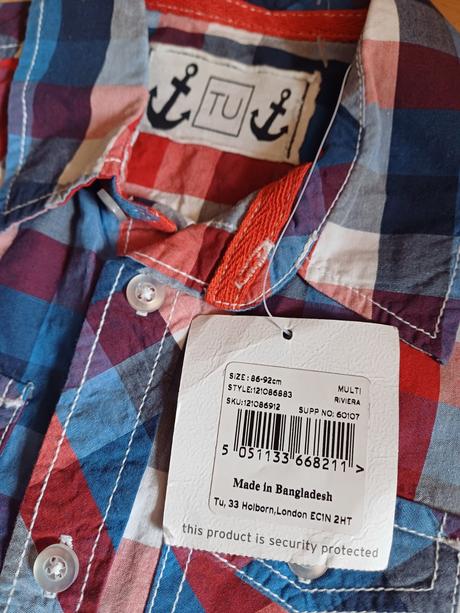 TU
SIZE : 86-92cm MULTI
STYLE:121086883 RIVIERA
SKU:121086912 SUPP NO: 60107
5 051133 668211 >
Made in Bangladesh
Tu, 33 Holborn,London EC1N 2HT
this product is security protected